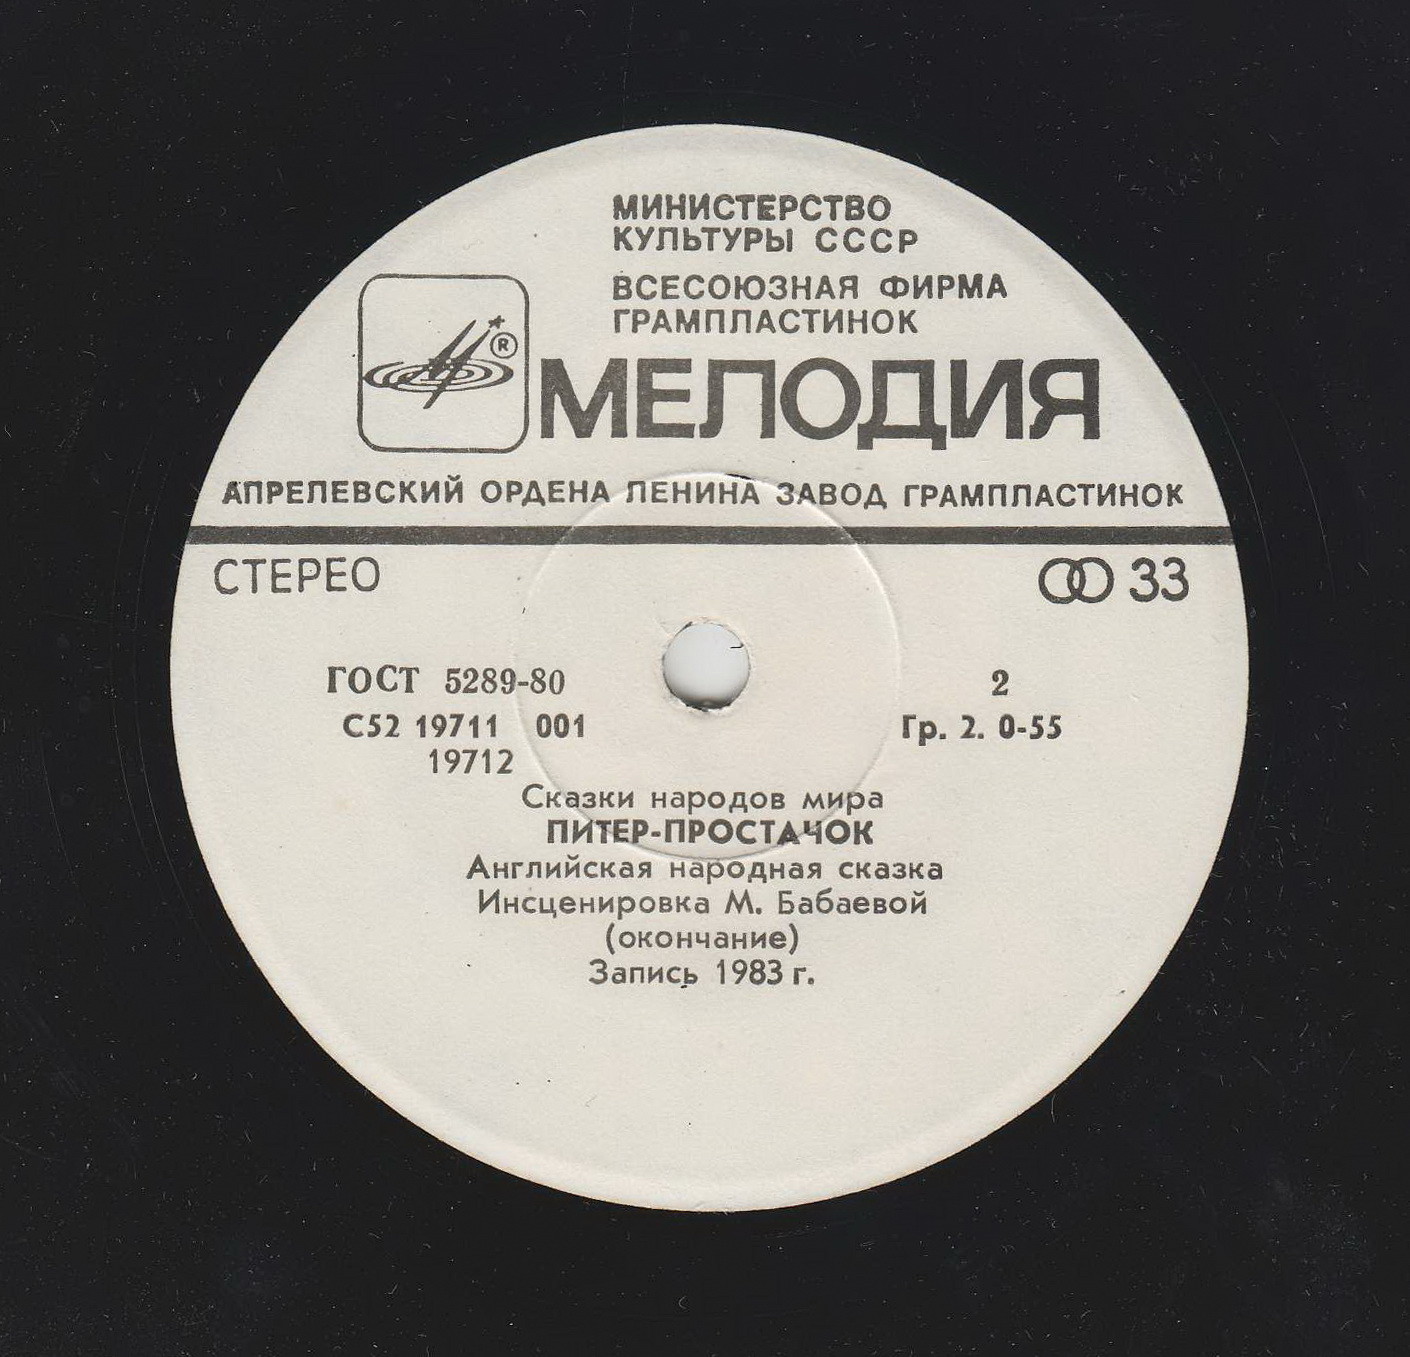 МИНИСТЕРСТВО
КУЛЬТУРЫ СССР
ВСЕСОЮЗНАЯ ФИРМА
ГРАМПЛАСТИНОК
®
МЕЛОДИЯ
АПРЕЛЕВСКИЙ ОРДЕНА ЛЕНИНА ЗАВОД ГРАМПЛАСТИНОК
СТЕРЕО 33
ГОСТ 5289-80 2
С52 19711 001 Гр. 2. 0-55
19712
Сказки народов мира
ПИТЕР-ПРОСТАЧОК
Английская народная сказка
Инсценировка М. Бабаевой
(окончание)
Запись 1983 г.